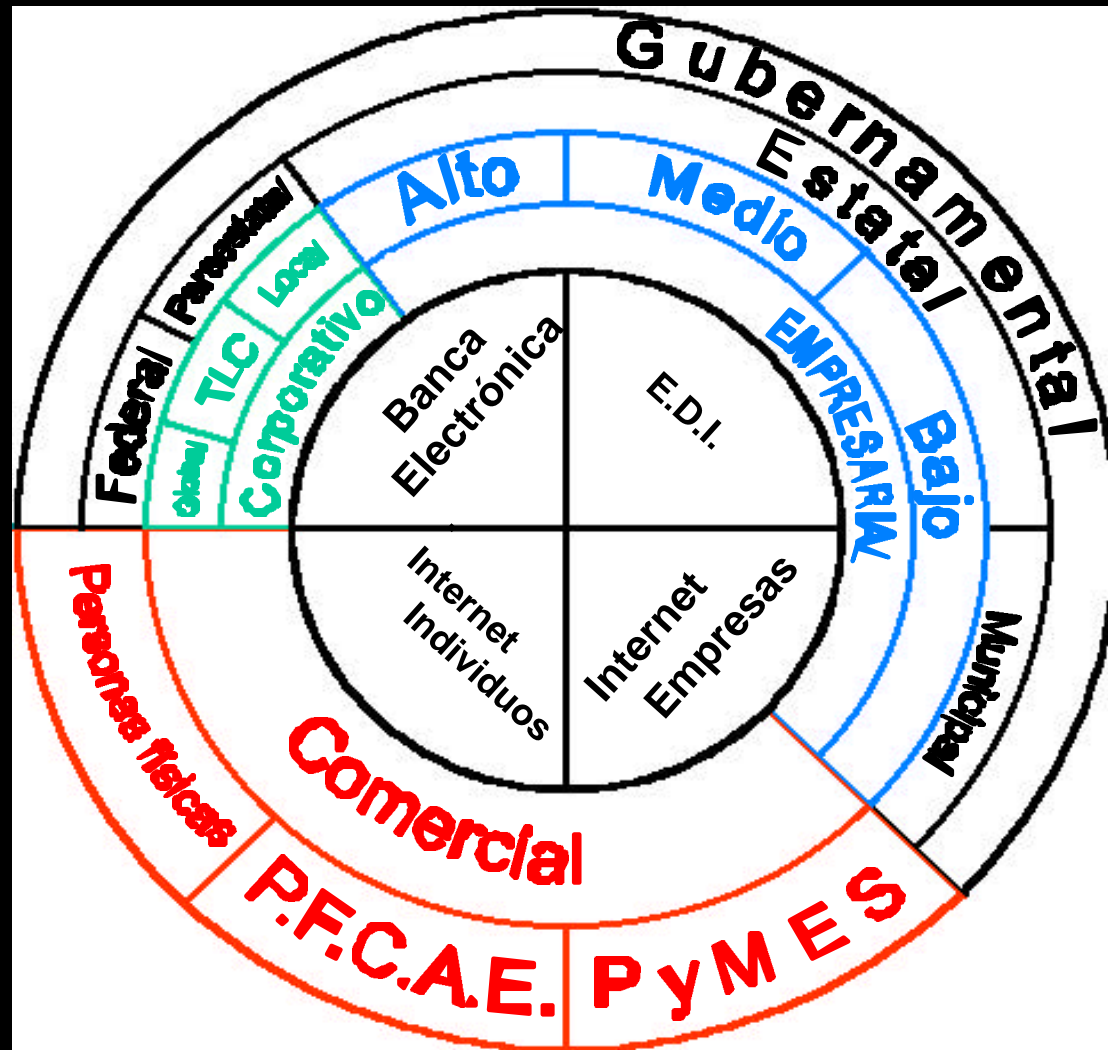 Gubernamental
Estatal
Alto
Medio
Bajo
EMPRESARIAL
Paraestatal
Federal
Local
TLC
Global
Corporativo
Banca
Electrónica
E.D.I.
Internet
Individuos
Internet
Empresas
Municipal
Personas físicas
Comercial
P.F.C.A.E.
PyMES